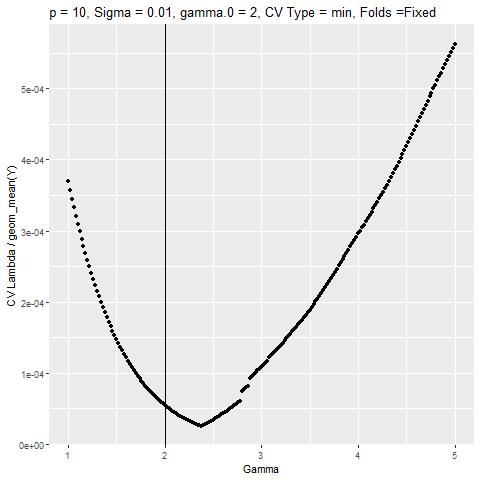 p = 10, Sigma = 0.01, gamma.0 = 2, CV Type = min, Folds =Fixed
CV Lambda / geom_mean(Y)
5e-04
4e-04
3e-04
2e-04
1e-04
0e+00
1 2 3 4 5
Gamma